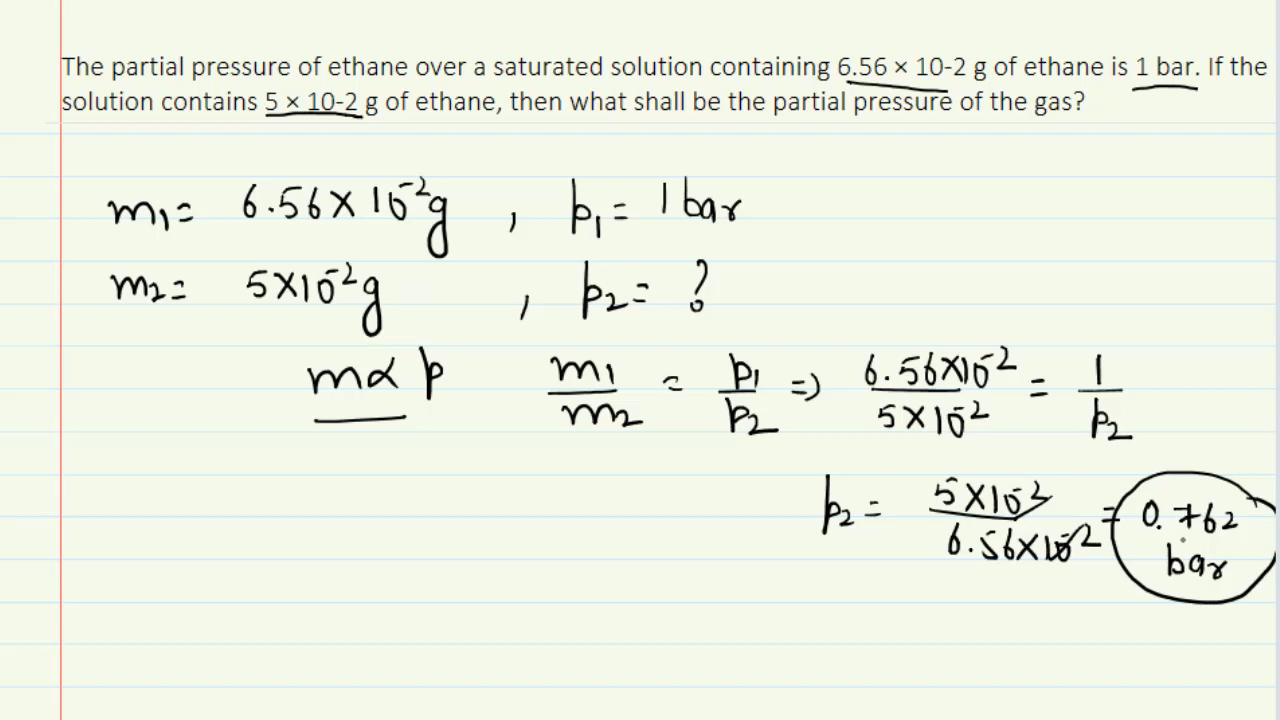 The partial pressure of ethane over a saturated solution containing 6.56 × 10-2 g of ethane is 1 bar. If the
solution contains 5 × 10-2 g of ethane, then what shall be the partial pressure of the gas?
m₁= 6.56×10⁻²g , p₁= 1 bar
m₂= 5×10⁻²g , p₂= ?
m∝ p m₁/m₂ = p₁/p₂ => 6.56×10⁻²/5×10⁻² = 1/p₂
p₂= 5×10⁻²/6.56×10⁻² = 0.762
bar